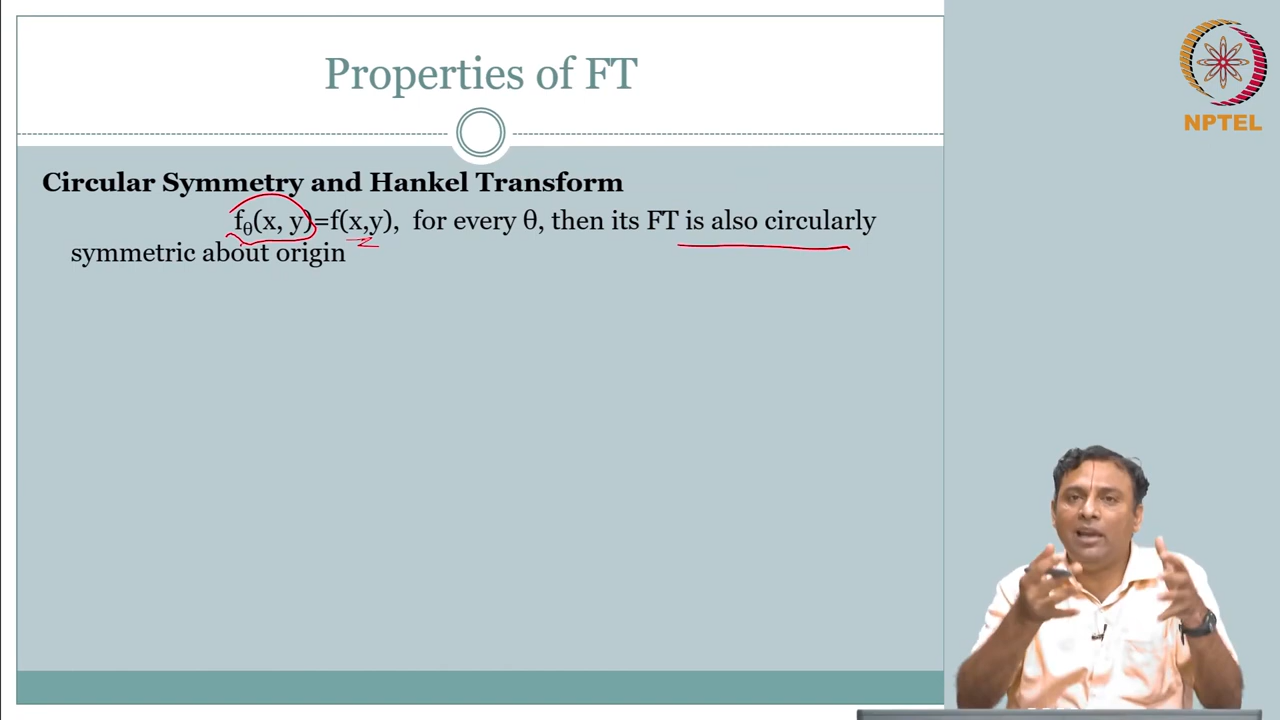 Properties of FT
NPTEL
Circular Symmetry and Hankel Transform
fθ(x, y)=f(x,y), for every θ, then its FT is also circularly
symmetric about origin